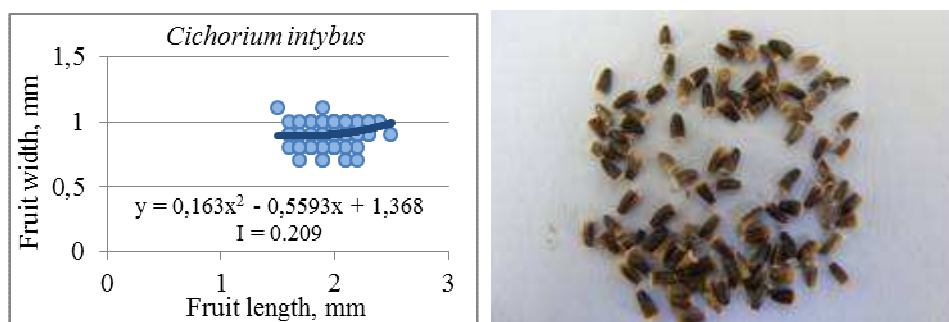 Cichorium intybus
1,5
1
0,5
0
Fruit width, mm
y = 0,163x² - 0,5593x + 1,368
I = 0.209
0 1 2 3
Fruit length, mm